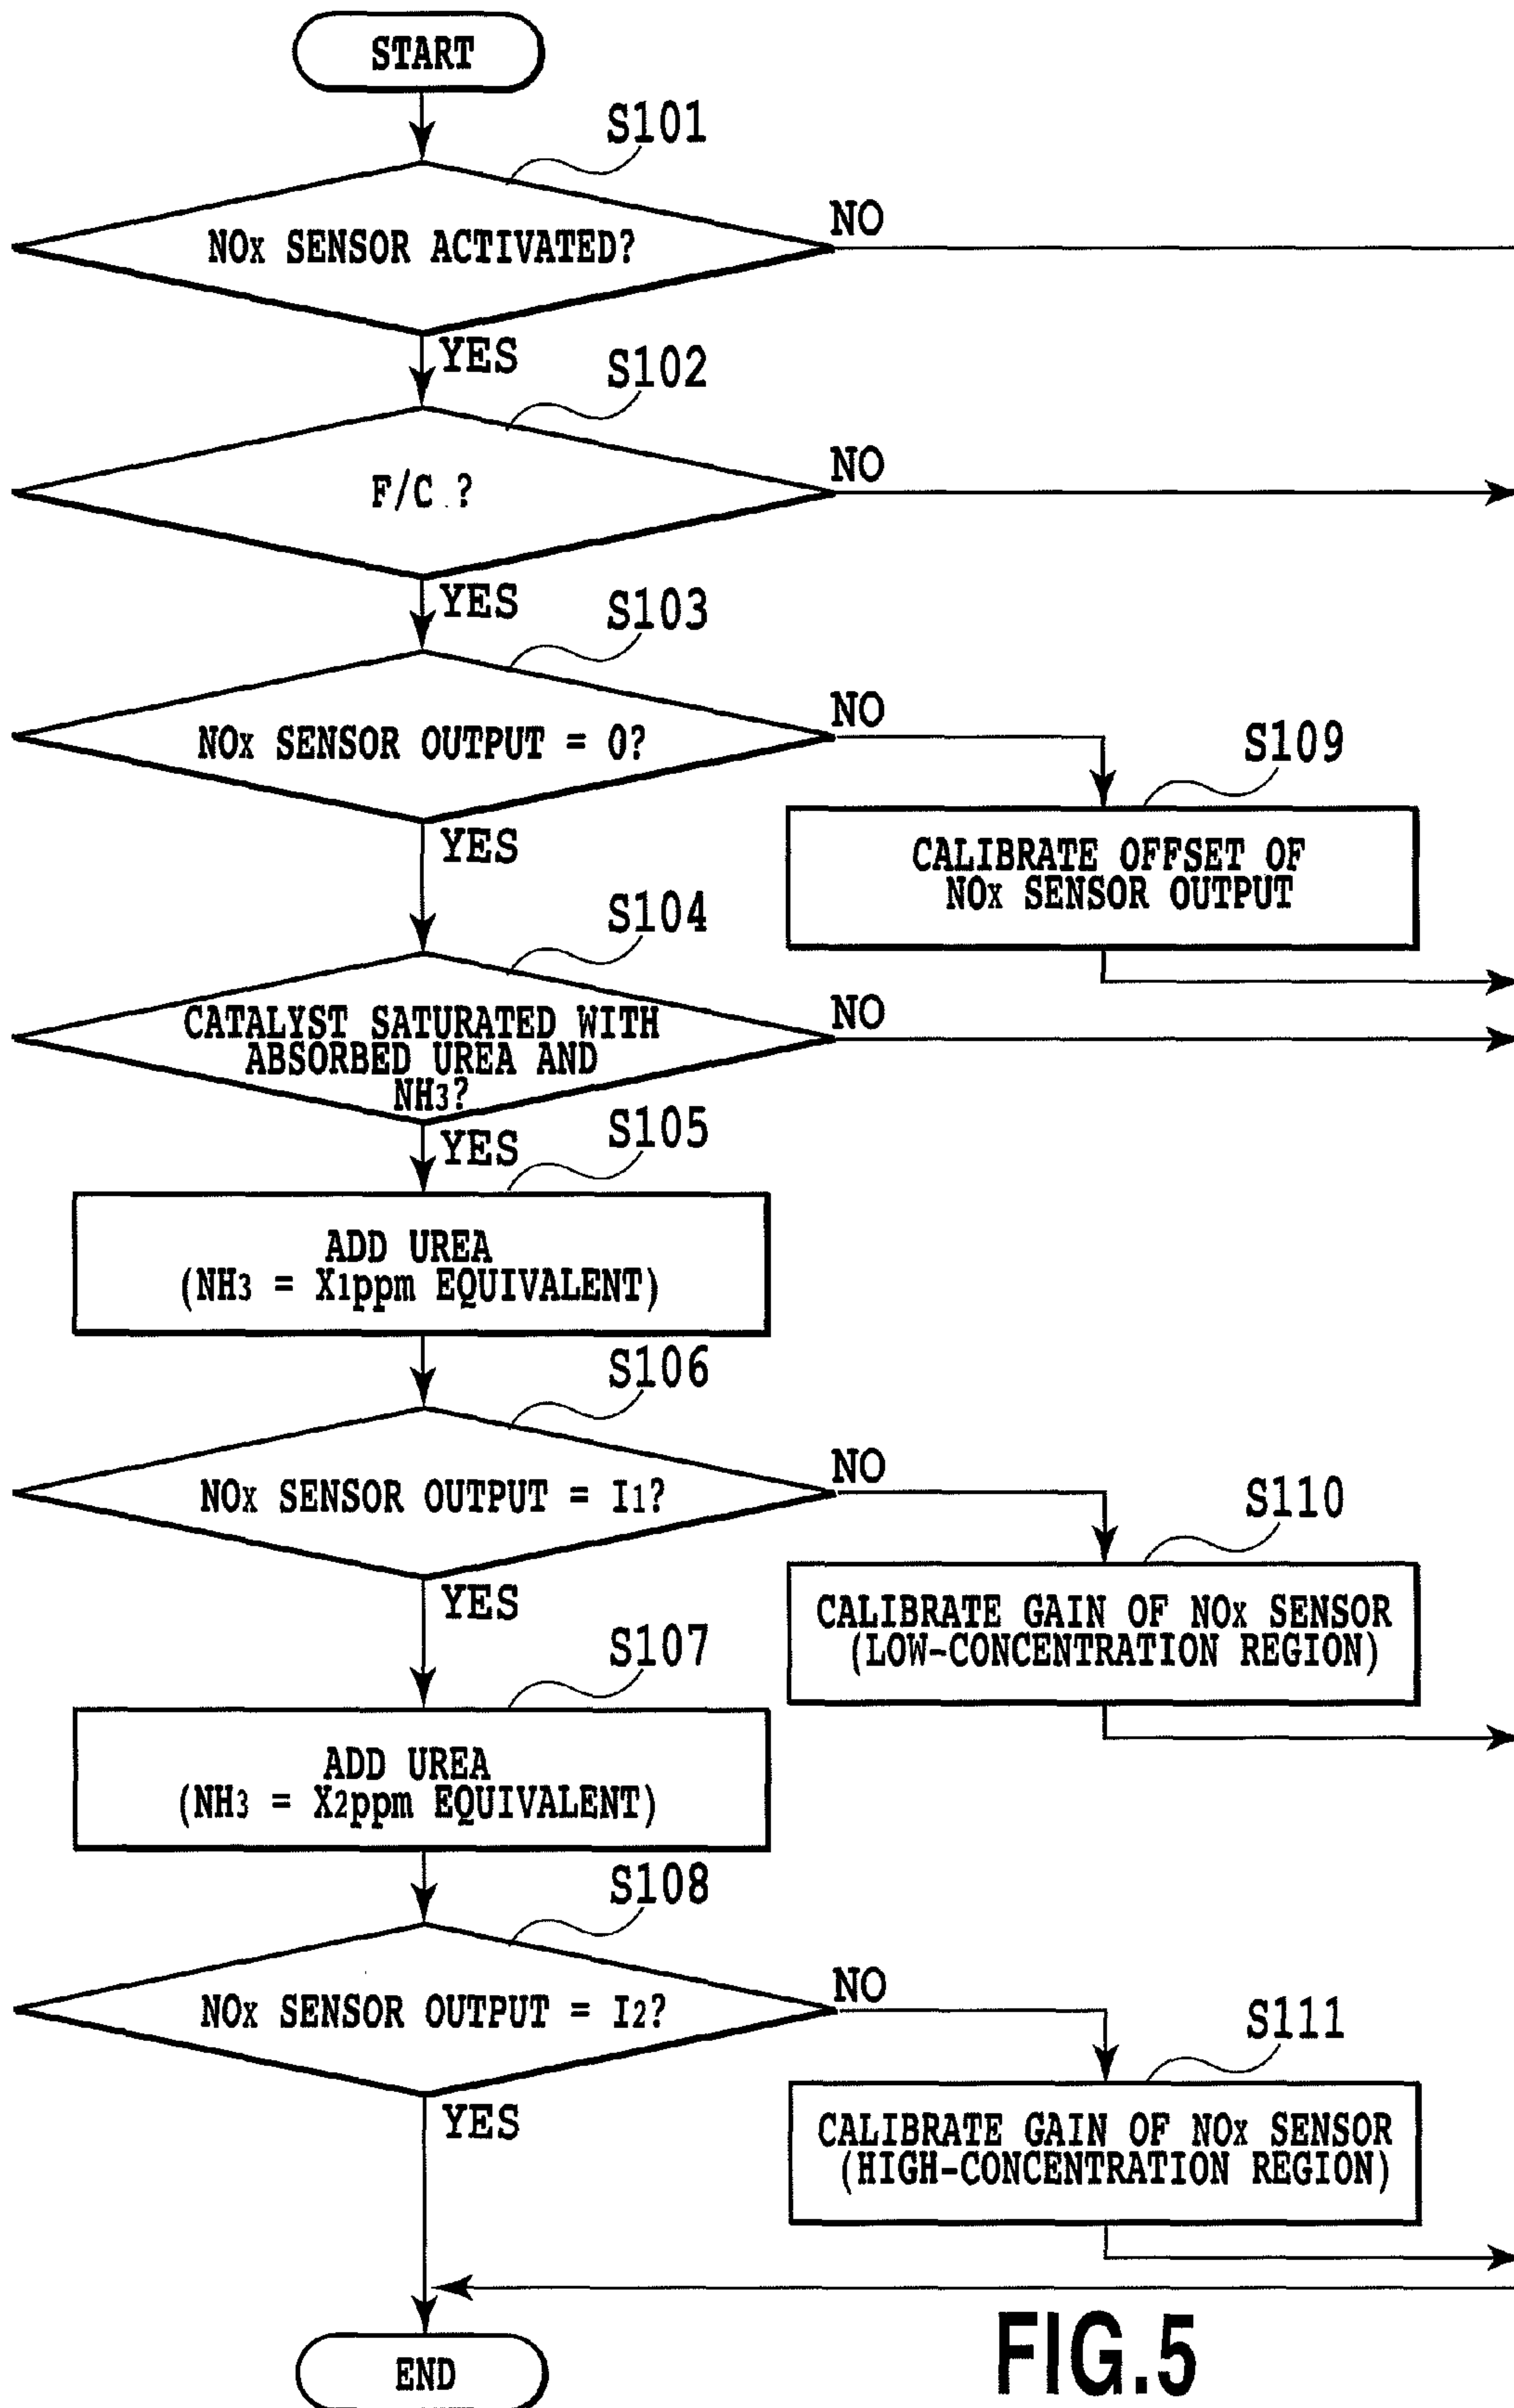 START
S101
NOx SENSOR ACTIVATED?
NO
YES
S102
F/C ?
NO
YES
S103
NOx SENSOR OUTPUT = 0?
NO
S109
CALIBRATE OFFSET OF
NOx SENSOR OUTPUT
YES
S104
CATALYST SATURATED WITH
ABSORBED UREA AND
NH3?
NO
YES
S105
ADD UREA
(NH3 = X1ppm EQUIVALENT)
S106
NOx SENSOR OUTPUT = I1?
NO
S110
CALIBRATE GAIN OF NOx SENSOR
(LOW-CONCENTRATION REGION)
YES
S107
ADD UREA
(NH3 = X2ppm EQUIVALENT)
S108
NOx SENSOR OUTPUT = I2?
NO
S111
CALIBRATE GAIN OF NOx SENSOR
(HIGH-CONCENTRATION REGION)
YES
END
FIG.5